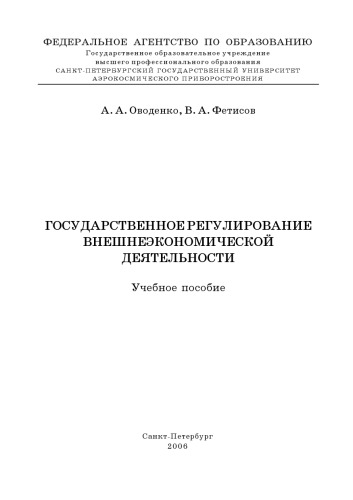 ФЕДЕРАЛЬНОЕ АГЕНТСТВО ПО ОБРАЗОВАНИЮ
Государственное образовательное учреждение
высшего профессионального образования
САНКТ-ПЕТЕРБУРГСКИЙ ГОСУДАРСТВЕННЫЙ УНИВЕРСИТЕТ
АЭРОКОСМИЧЕСКОГО ПРИБОРОСТРОЕНИЯ
А. А. Оводенко, В. А. Фетисов
ГОСУДАРСТВЕННОЕ РЕГУЛИРОВАНИЕ
ВНЕШНЕЭКОНОМИЧЕСКОЙ
ДЕЯТЕЛЬНОСТИ
Учебное пособие
Санкт-Петербург
2006